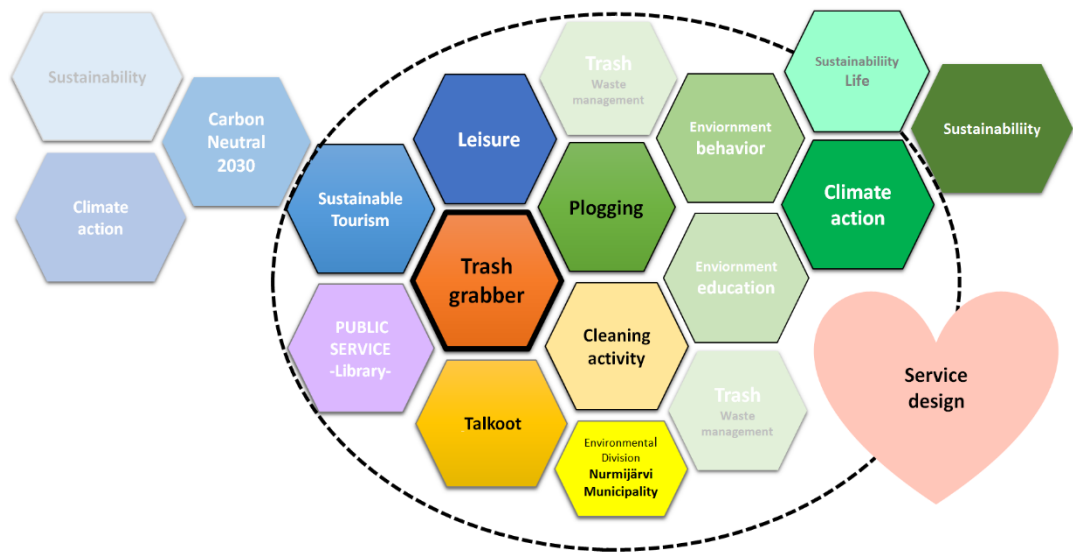 Sustainability
Carbon
Neutral
2030
Climate
action
Sustainable
Tourism
Leisure
Trash
Waste
management
Plogging
Enviornment
behavior
Sustainabiliity
Life
Sustainabiliity
Climate
action
Trash
grabber
Enviornment
education
PUBLIC
SERVICE
-Library-
Cleaning
activity
Talkoot
Trash
Waste
management
Environmental
Division
Nurmijärvi
Municipality
Service
design